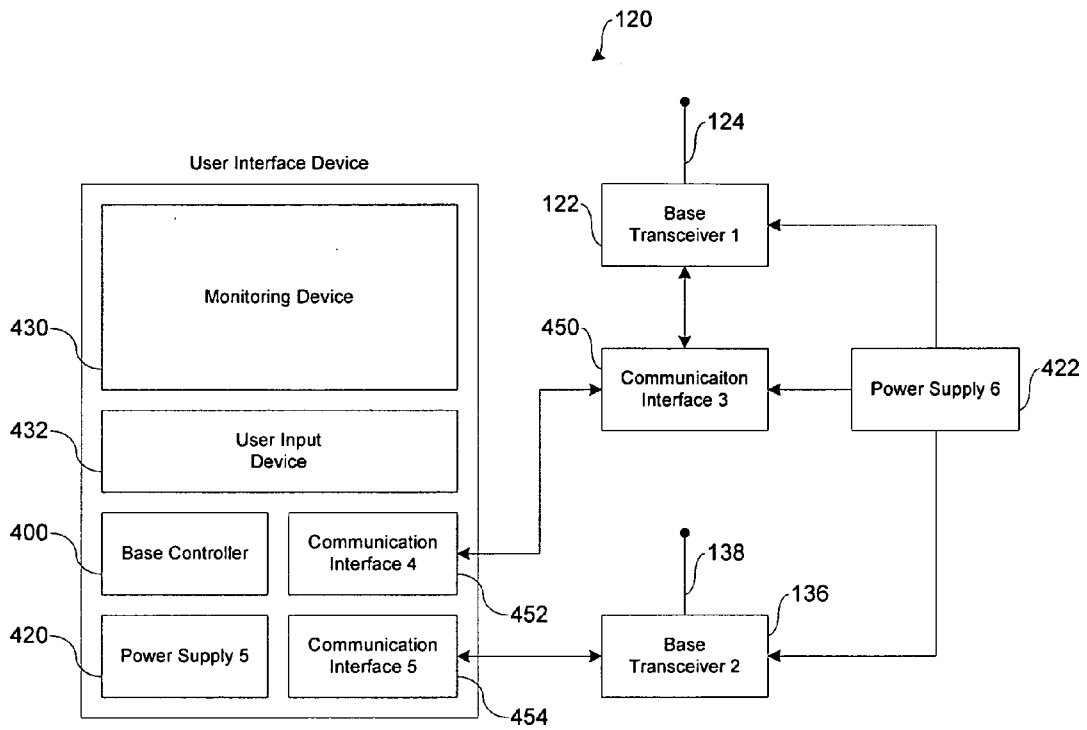 120
124
User Interface Device
122
Base
Transceiver 1
Monitoring Device
430
450
Communicaiton
Interface 3
Power Supply 6
422
432
User Input
Device
400
Base Controller
Communication
Interface 4
452
138
136
420
Power Supply 5
Communication
Interface 5
454
Base
Transceiver 2